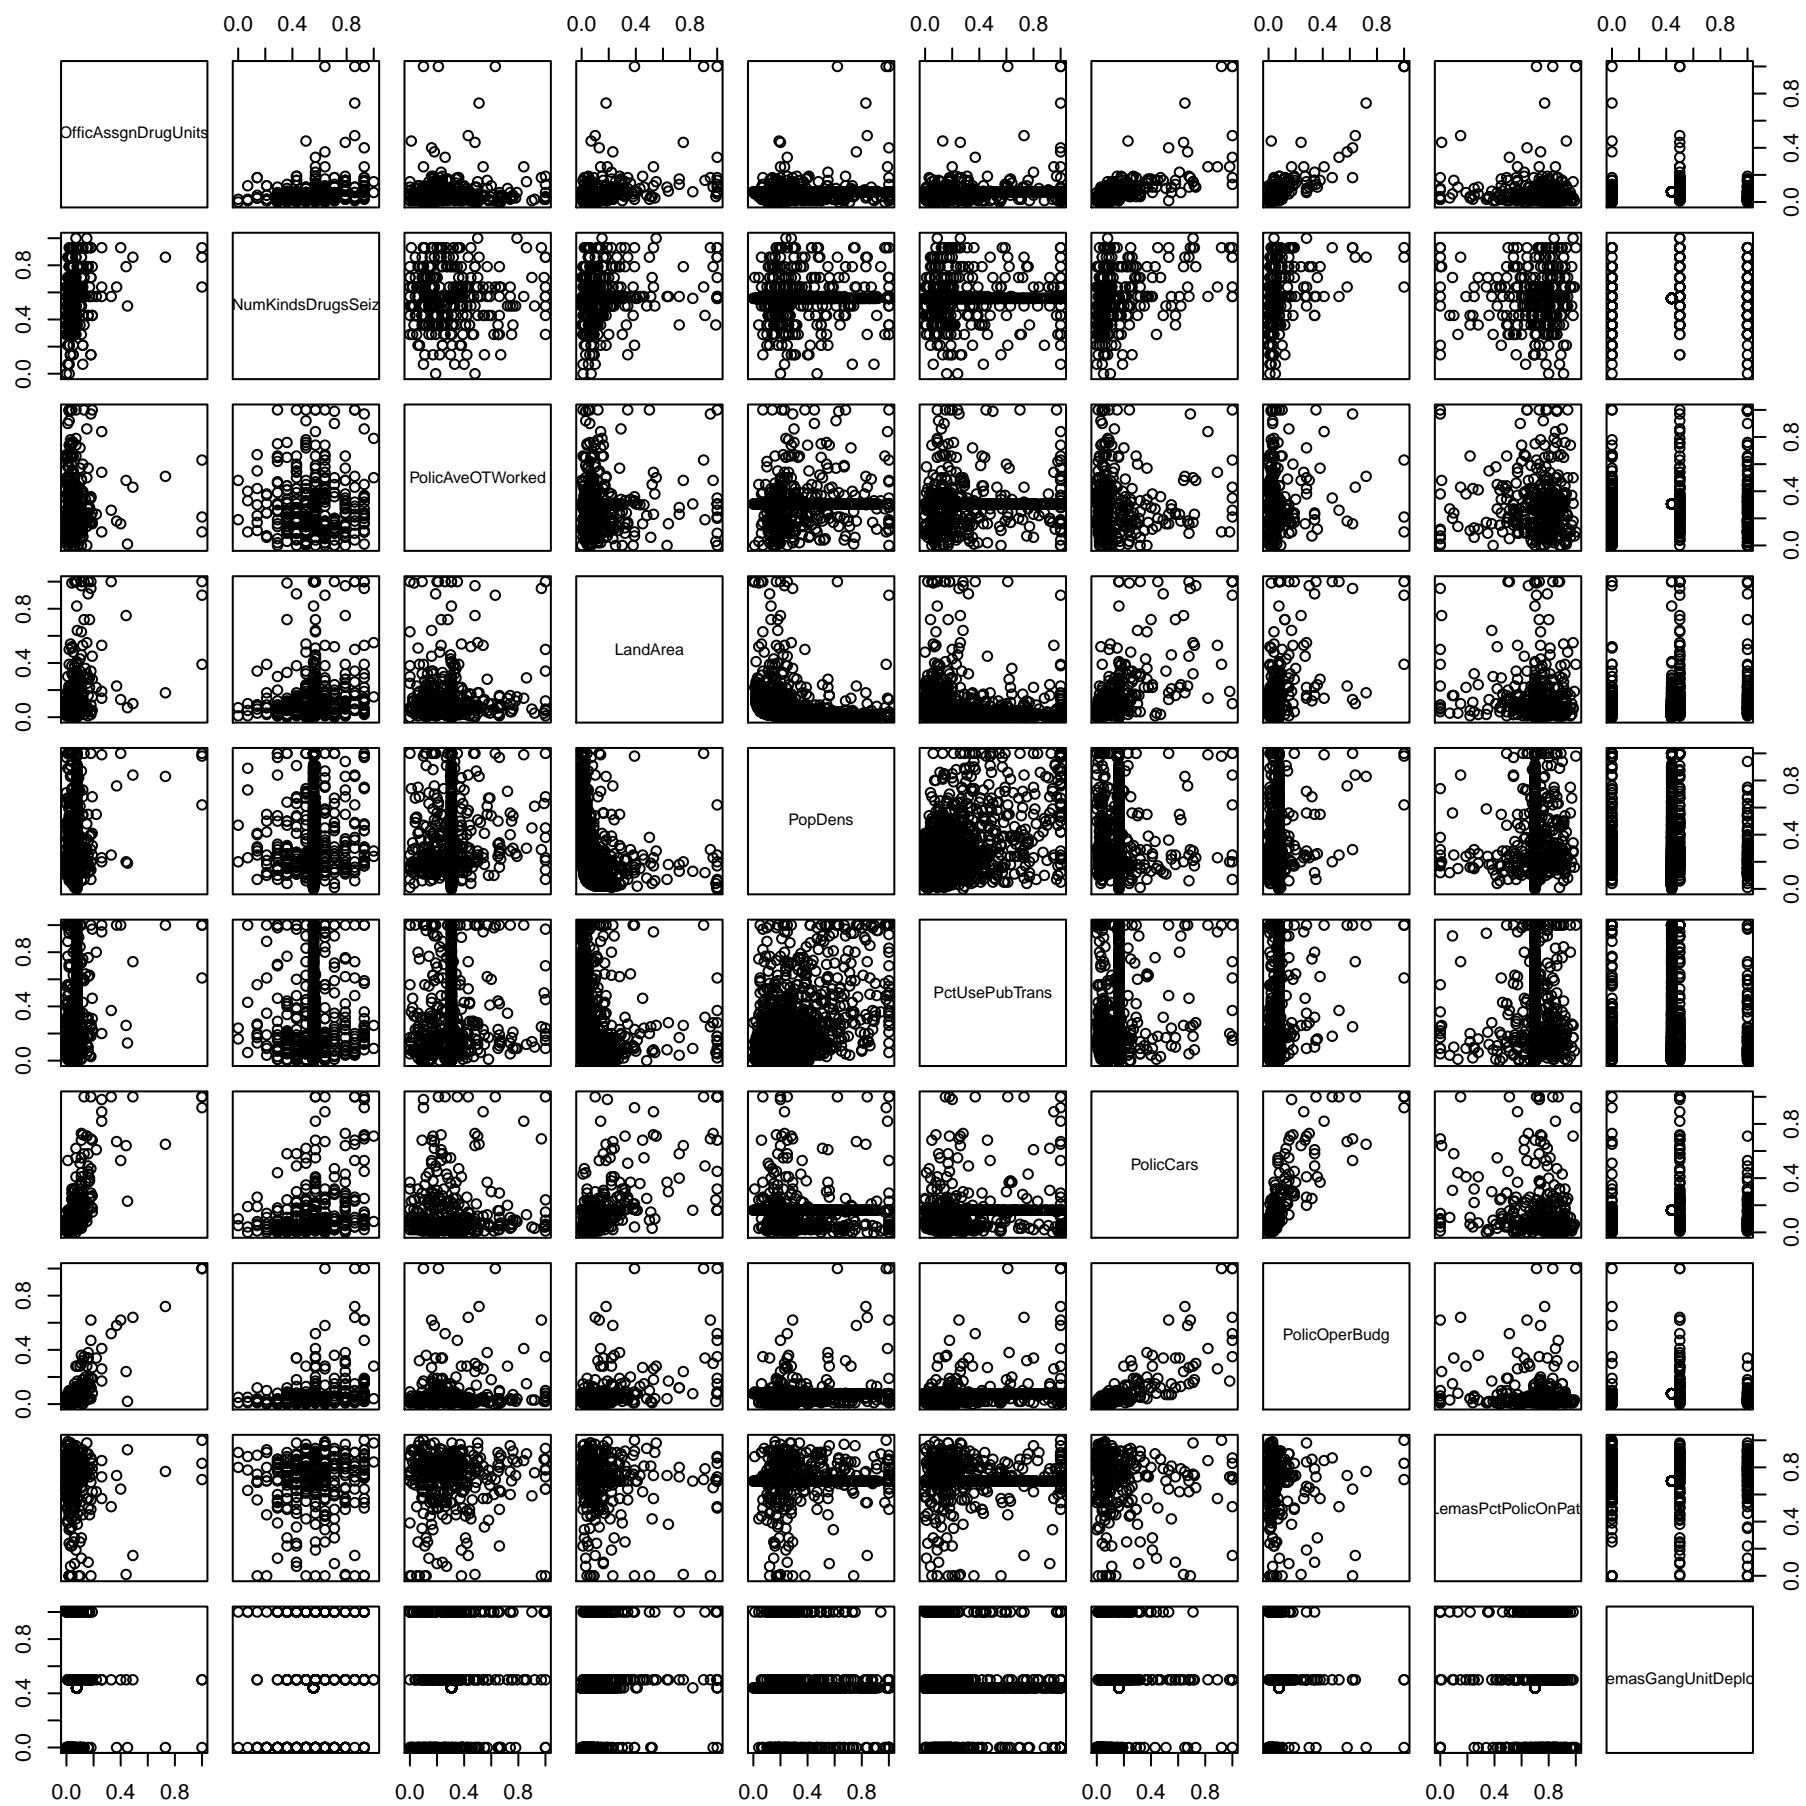 0.0 0.4 0.8 0.0 0.4 0.8 0.0 0.4 0.8 0.0 0.4 0.8 0.0 0.4 0.8
OfficAssgnDrugUnits
0.0 0.4 0.8
0.0 0.4 0.8
NumKindsDrugsSeiz
PolicAveOTWorked
0.0 0.4 0.8
0.0 0.4 0.8
LandArea
PopDens
0.0 0.4 0.8
0.0 0.4 0.8
PctUsePubTrans
PolicCars
0.0 0.4 0.8
0.0 0.4 0.8
PolicOperBudg
LemasPctPolicOnPat
0.0 0.4 0.8
0.0 0.4 0.8
emasGangUnitDeplo
0.0 0.4 0.8 0.0 0.4 0.8 0.0 0.4 0.8 0.0 0.4 0.8 0.0 0.4 0.8